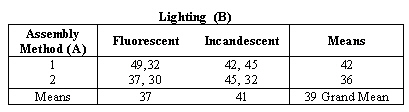 Lighting (B)
Assembly Method (A) Fluorescent Incandescent Means
1 49,32 42, 45 42
2 37, 30 45, 32 36
Means 37 41 39 Grand Mean